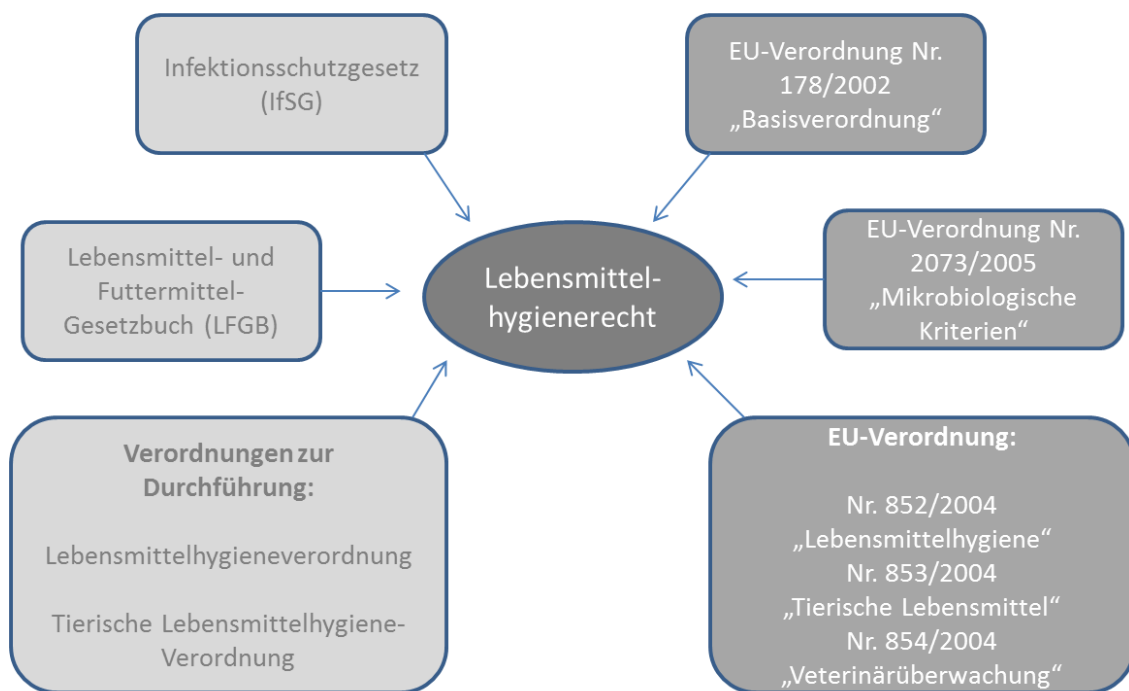 Infektionsschutzgesetz
(IfSG)
EU-Verordnung Nr.
178/2002
„Basisverordnung“
Lebensmittel- und
Futtermittel-
Gesetzbuch (LFGB)
Lebensmittel-
hygienerecht
EU-Verordnung Nr.
2073/2005
„Mikrobiologische
Kriterien“
Verordnungen zur
Durchführung:
Lebensmittelhygieneverordnung
Tierische Lebensmittelhygiene-
Verordnung
EU-Verordnung:
Nr. 852/2004
„Lebensmittelhygiene“
Nr. 853/2004
„Tierische Lebensmittel“
Nr. 854/2004
„Veterinärüberwachung“